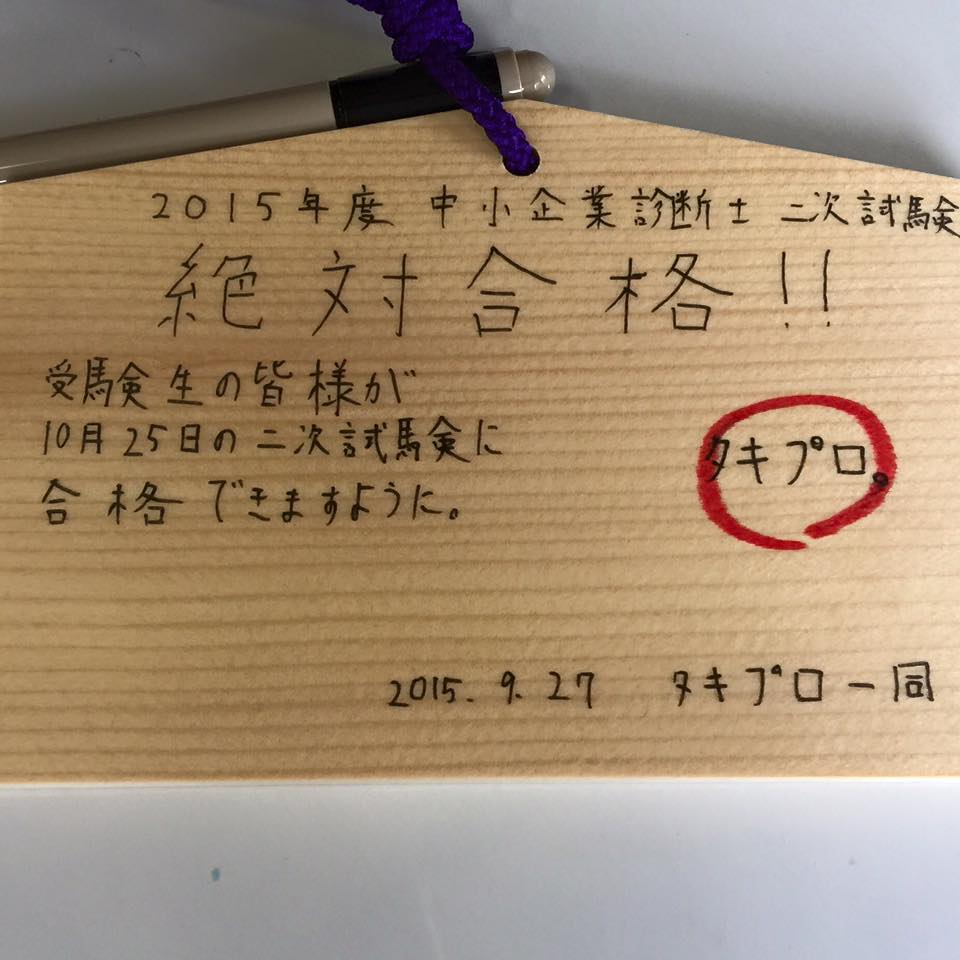 2015年度 中小企業診断士 二次試験
絶対合格!!
受験生の皆様が
10月25日の二次試験に
合格できますように。
タキプロ。
2015.9.27 タキプロ一同